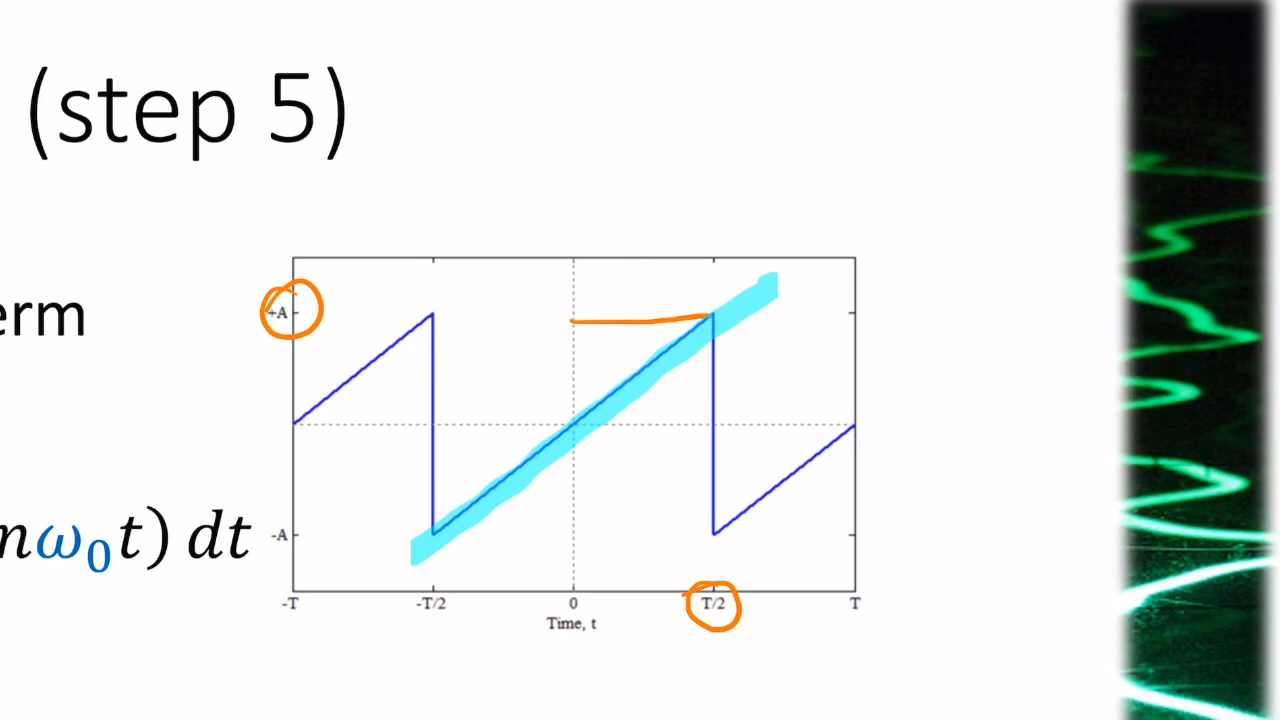 (step 5)
erm
nω₀t) dt
+A
-A
-T -T/2 0 T/2 T
Time, t